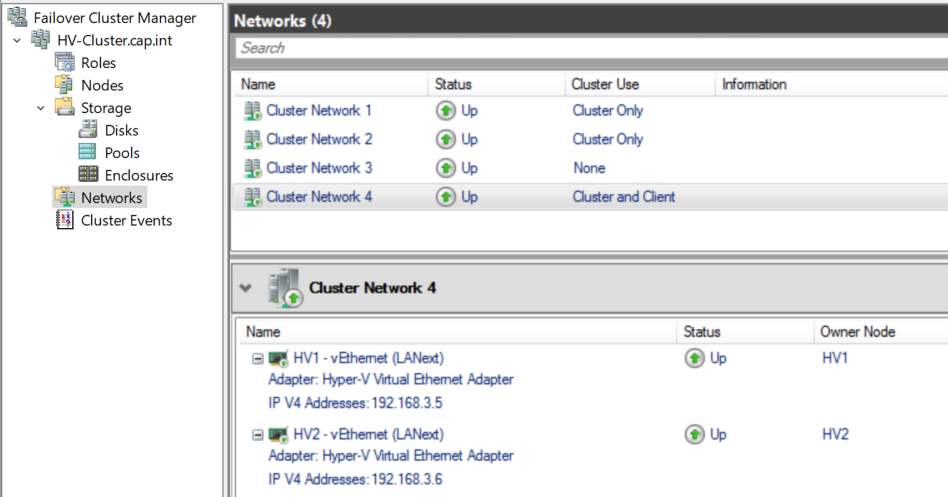 Failover Cluster Manager
HV-Cluster.cap.int
Roles
Nodes
Storage
Disks
Pools
Enclosures
Networks
Cluster Events
Networks (4)
Search
Name Status Cluster Use Information
Cluster Network 1 Up Cluster Only
Cluster Network 2 Up Cluster Only
Cluster Network 3 Up None
Cluster Network 4 Up Cluster and Client
Cluster Network 4
Name Status Owner Node
HV1 - vEthernet (LANext) Up HV1
Adapter: Hyper-V Virtual Ethernet Adapter
IP V4 Addresses: 192.168.3.5
HV2 - vEthernet (LANext) Up HV2
Adapter: Hyper-V Virtual Ethernet Adapter
IP V4 Addresses: 192.168.3.6